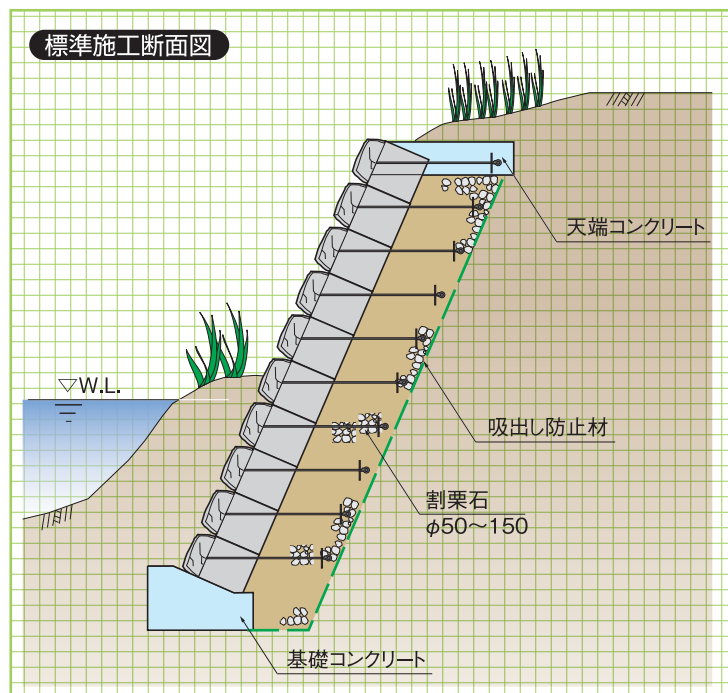 標準施工断面図
天端コンクリート
▽W.L.
吸出し防止材
割栗石
φ50～150
基礎コンクリート